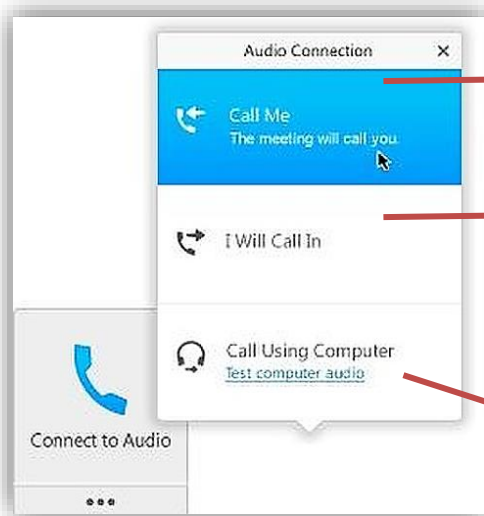 Audio Connection ×
Call Me
The meeting will call you.
I Will Call In
Call Using Computer
Test computer audio
Connect to Audio